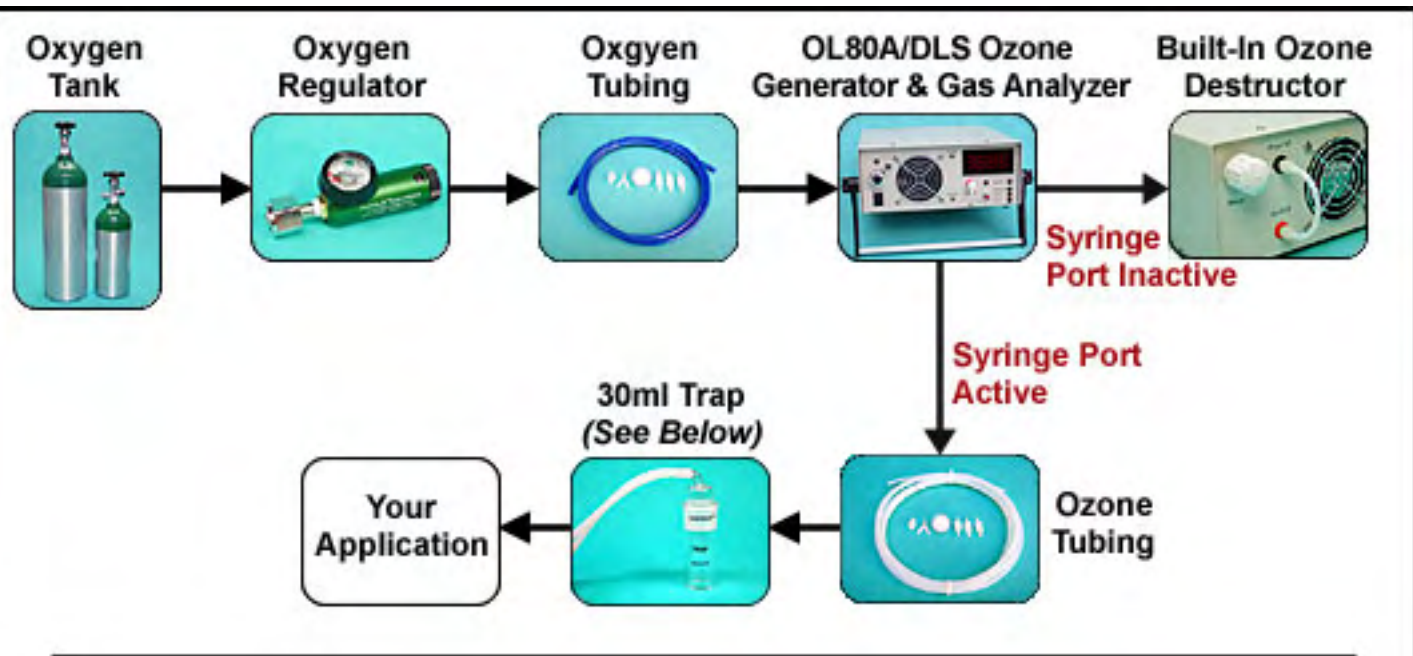 Oxygen
Tank
Oxygen
Regulator
Oxgyen
Tubing
OL80A/DLS Ozone
Generator & Gas Analyzer
Built-In Ozone
Destructor
Syringe
Port Inactive
Syringe Port
Active
30ml Trap
(See Below)
Your
Application
Ozone
Tubing